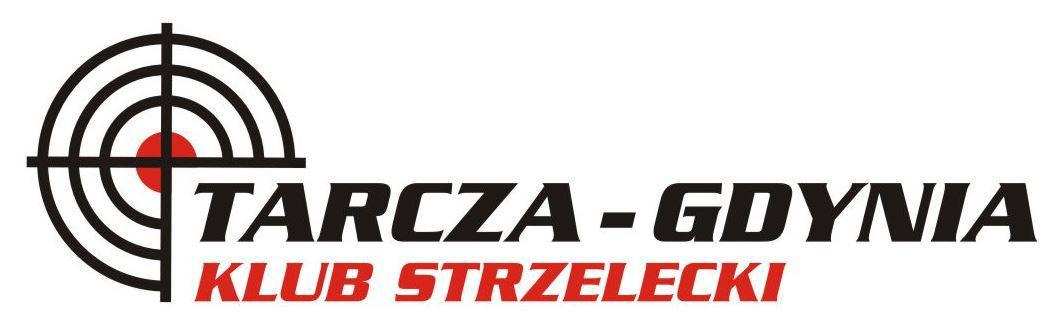 TARCZA - GDYNIA
KLUB STRZELECKI